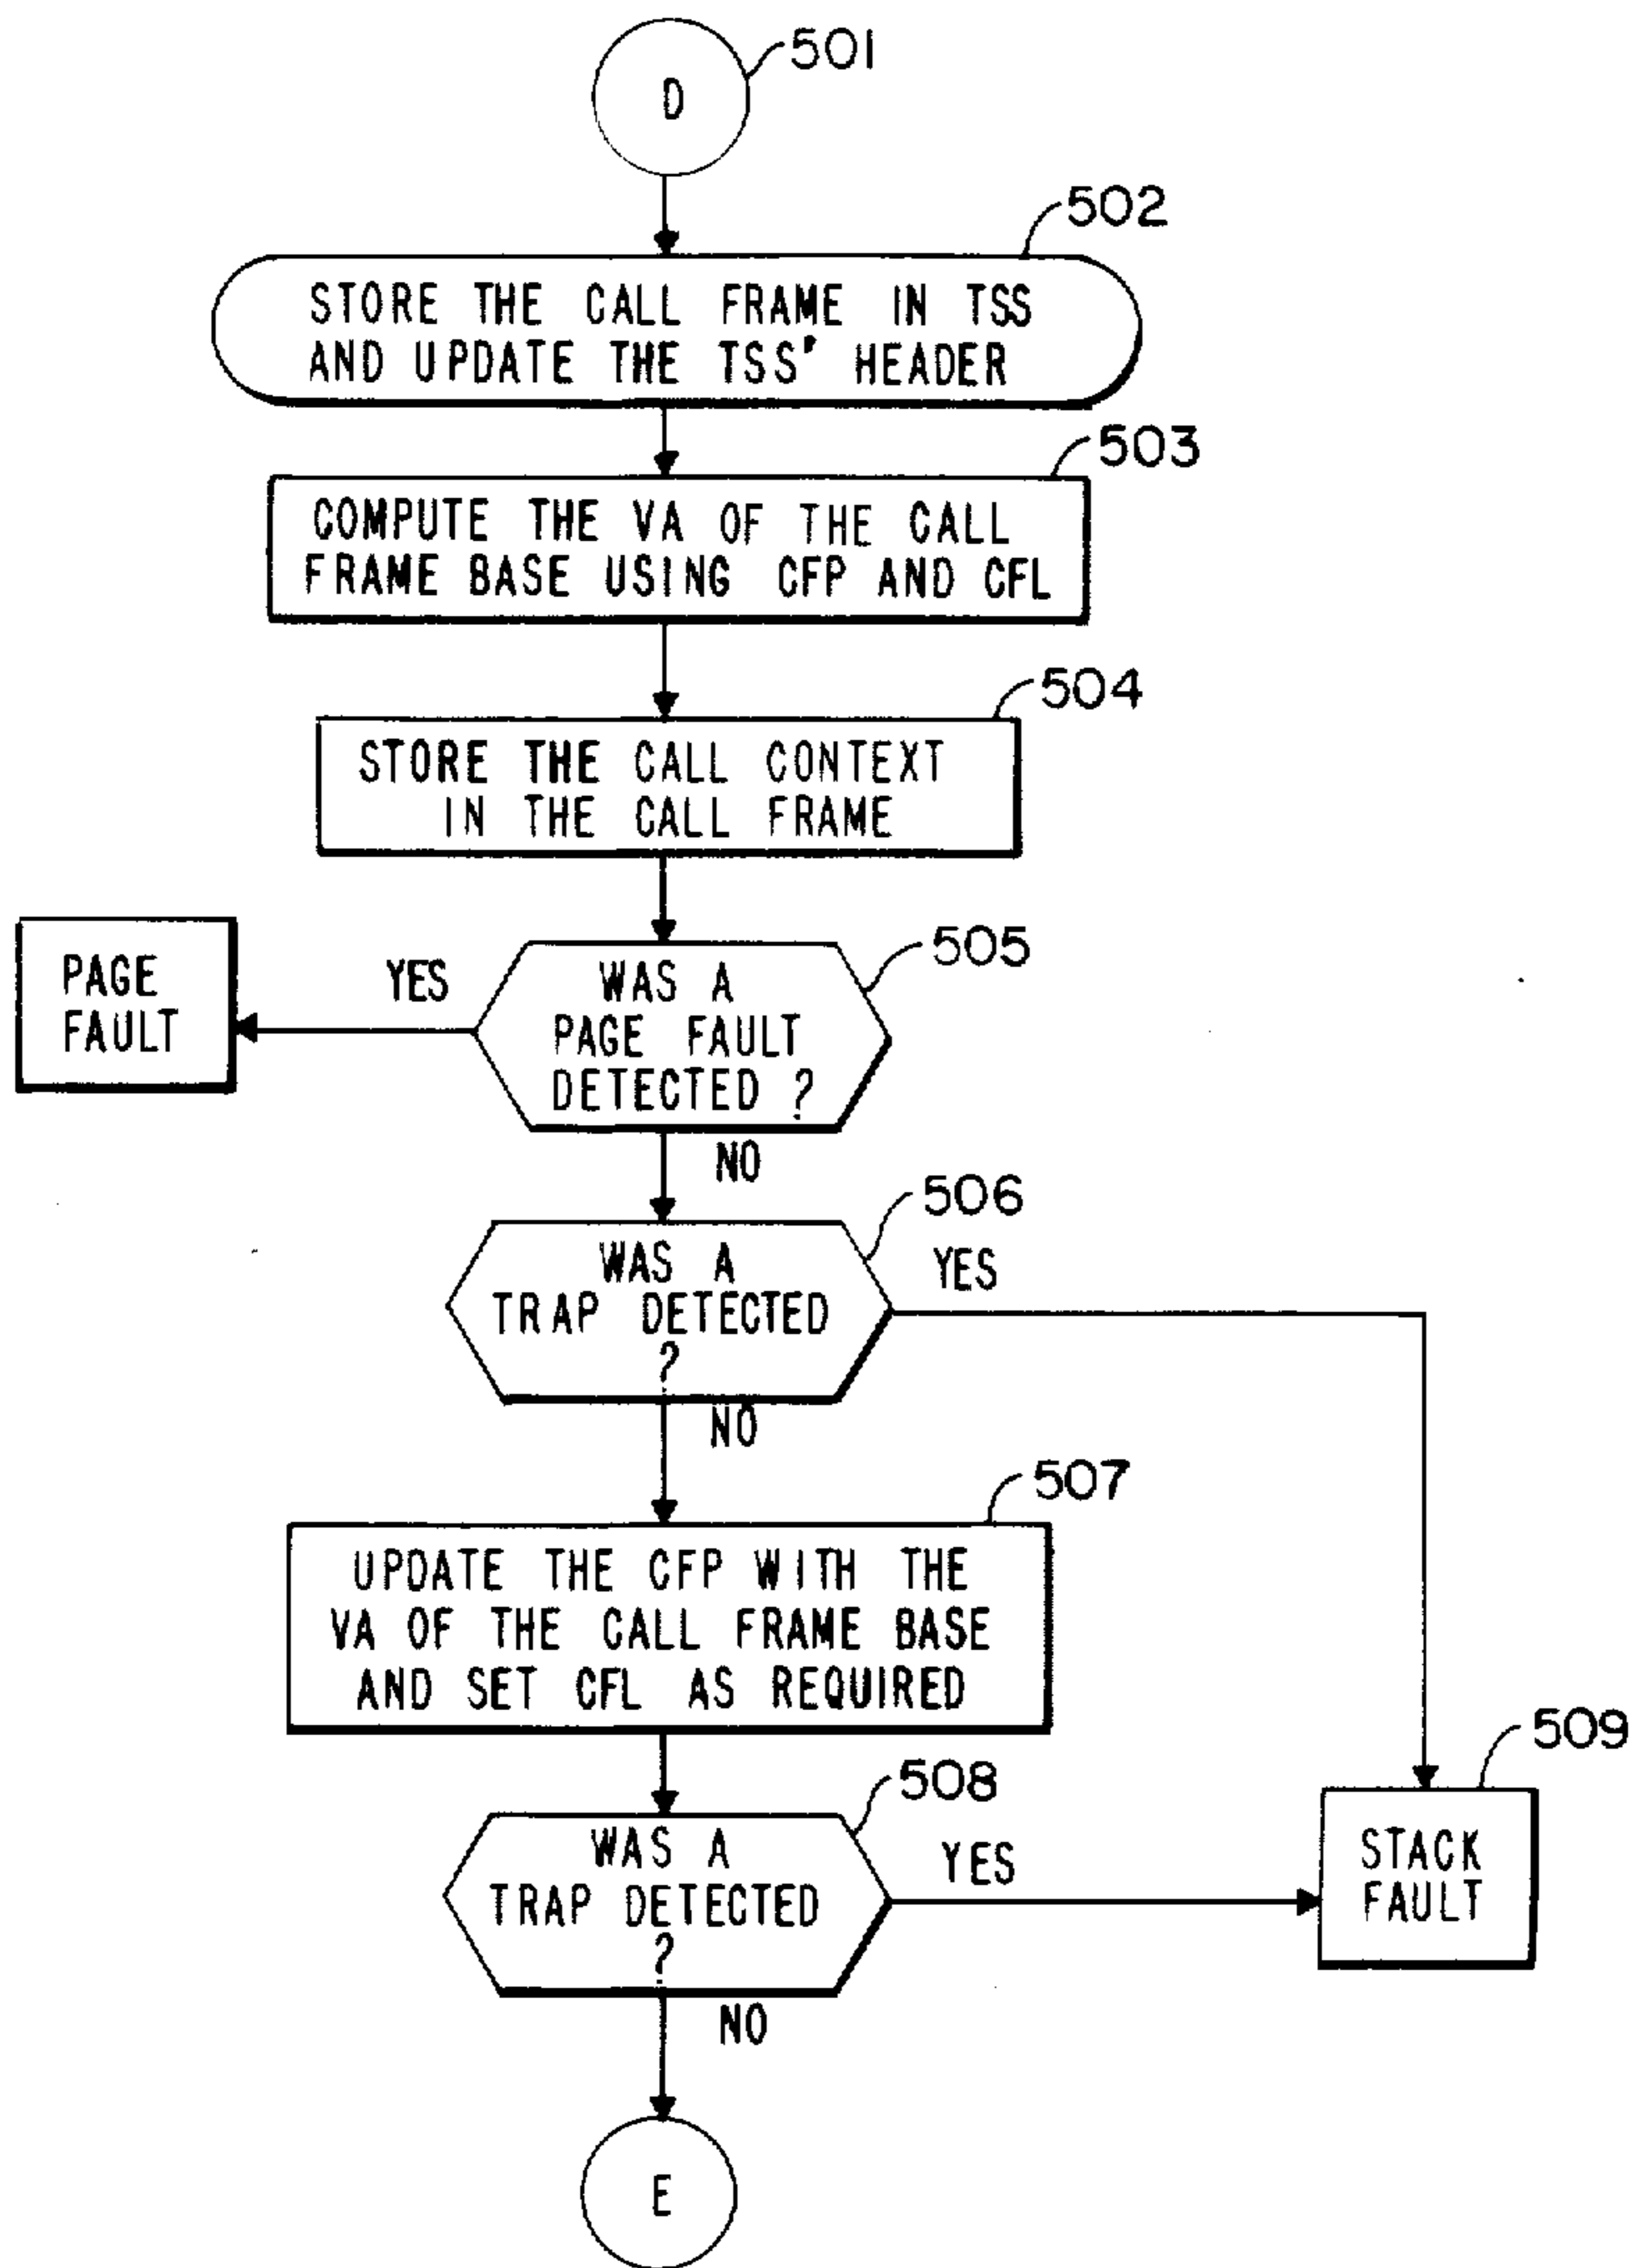 501
D
502
STORE THE CALL FRAME IN TSS
AND UPDATE THE TSS' HEADER
503
COMPUTE THE VA OF THE CALL
FRAME BASE USING CFP AND CFL
504
STORE THE CALL CONTEXT
IN THE CALL FRAME
505
PAGE
FAULT
YES
WAS A
PAGE FAULT
DETECTED ?
NO
506
WAS A
TRAP DETECTED
?
YES
NO
507
UPDATE THE CFP WITH THE
VA OF THE CALL FRAME BASE
AND SET CFL AS REQUIRED
508
WAS A
TRAP DETECTED
?
YES
509
STACK
FAULT
NO
E